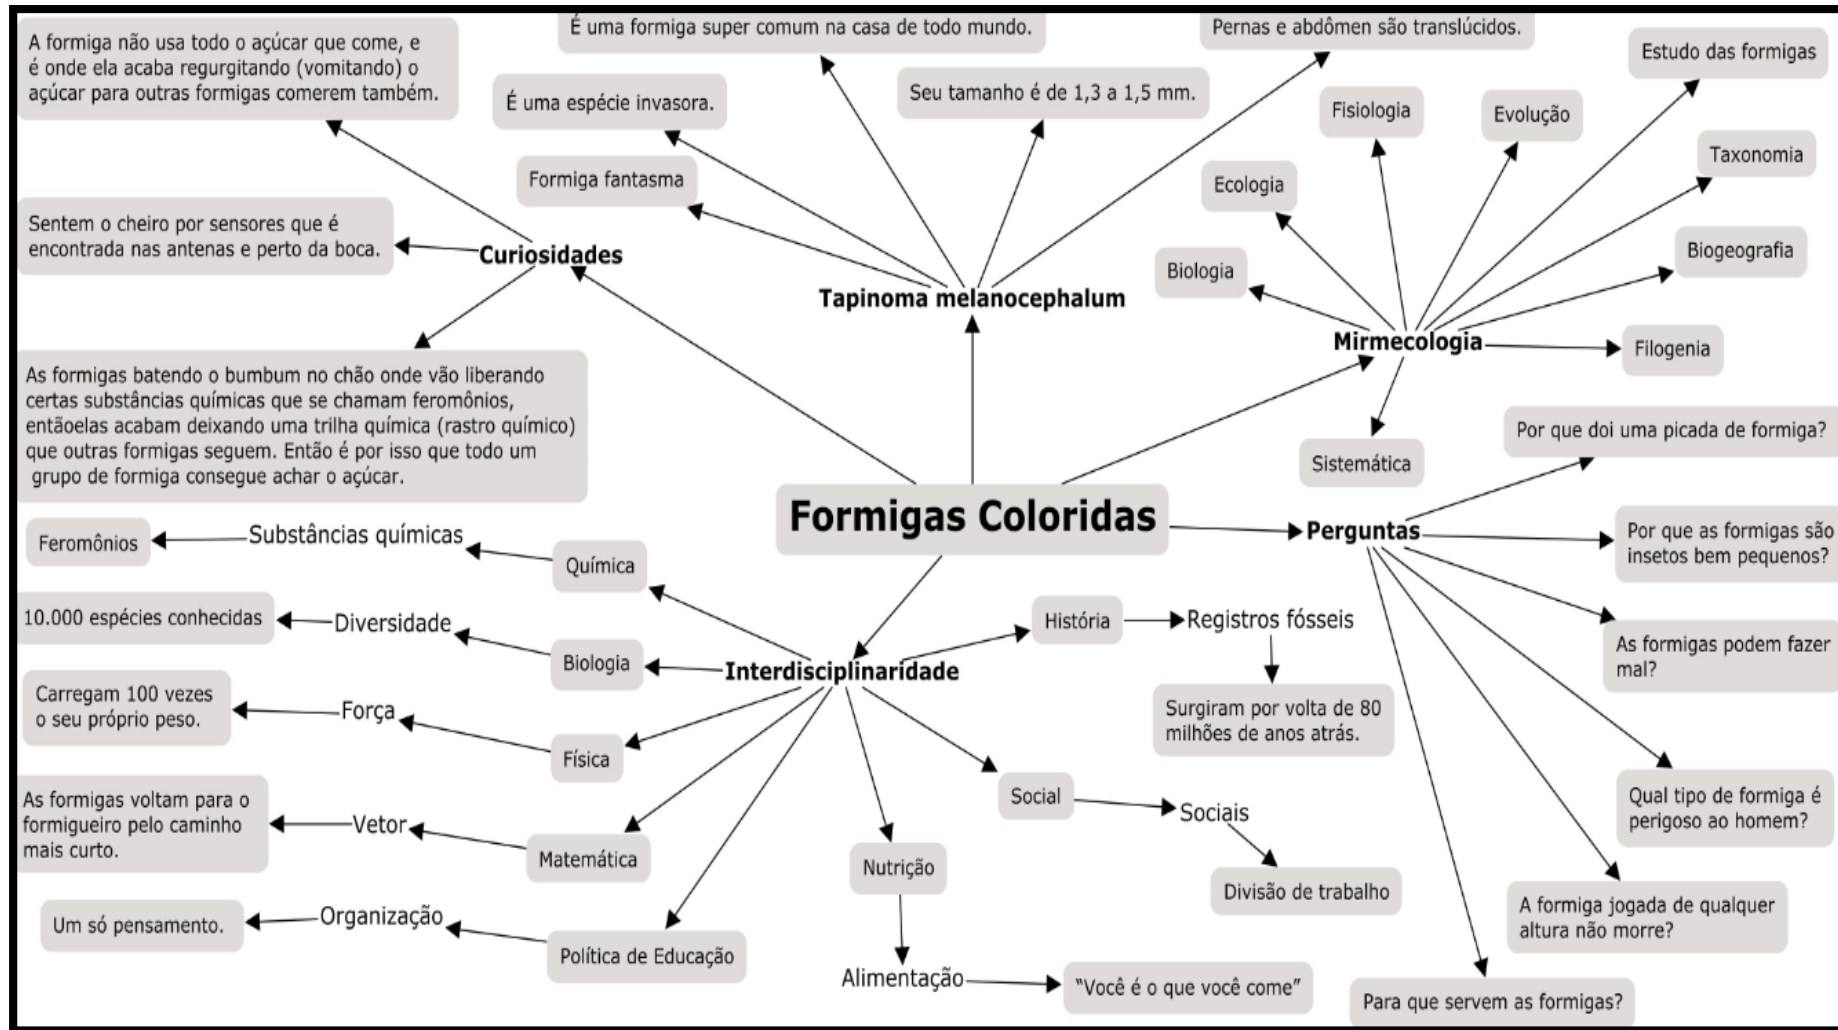 A formiga não usa todo o açúcar que come, e
é onde ela acaba regurgitando (vomitando) o
açúcar para outras formigas comerem também.
É uma formiga super comum na casa de todo mundo.
Pernas e abdômen são translúcidos.
É uma espécie invasora.
Seu tamanho é de 1,3 a 1,5 mm.
Formiga fantasma
Estudo das formigas
Fisiologia
Evolução
Taxonomia
Ecologia
Biogeografia
Biologia
Sentem o cheiro por sensores que é
encontrada nas antenas e perto da boca.
Curiosidades
Tapinoma melanocephalum
Mirmecologia
Filogenia
Sistemática
As formigas batendo o bumbum no chão onde vão liberando
certas substâncias químicas que se chamam feromônios,
entãoelas acabam deixando uma trilha química (rastro químico)
que outras formigas seguem. Então é por isso que todo um
grupo de formiga consegue achar o açúcar.
Formigas Coloridas
Perguntas
Por que doi uma picada de formiga?
Por que as formigas são
insetos bem pequenos?
As formigas podem fazer
mal?
Qual tipo de formiga é
perigoso ao homem?
A formiga jogada de qualquer
altura não morre?
Para que servem as formigas?
Feromônios
Substâncias químicas
Química
10.000 espécies conhecidas
Diversidade
Biologia
Interdisciplinaridade
História
Registros fósseis
Surgiram por volta de 80
milhões de anos atrás.
Carregam 100 vezes
o seu próprio peso.
Força
Física
Social
Sociais
Divisão de trabalho
As formigas voltam para o
formigueiro pelo caminho
mais curto.
Vetor
Matemática
Nutrição
Alimentação
“Você é o que você come”
Um só pensamento.
Organização
Política de Educação